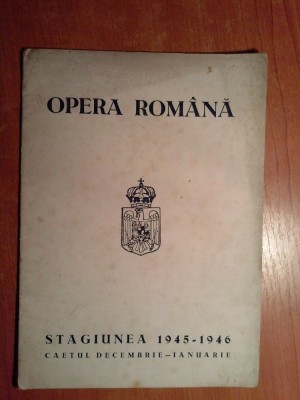 OPERA ROMÂNĂ
STAGIUNEA 1945-1946
CAETUL DECEMBRIE–IANUARIE